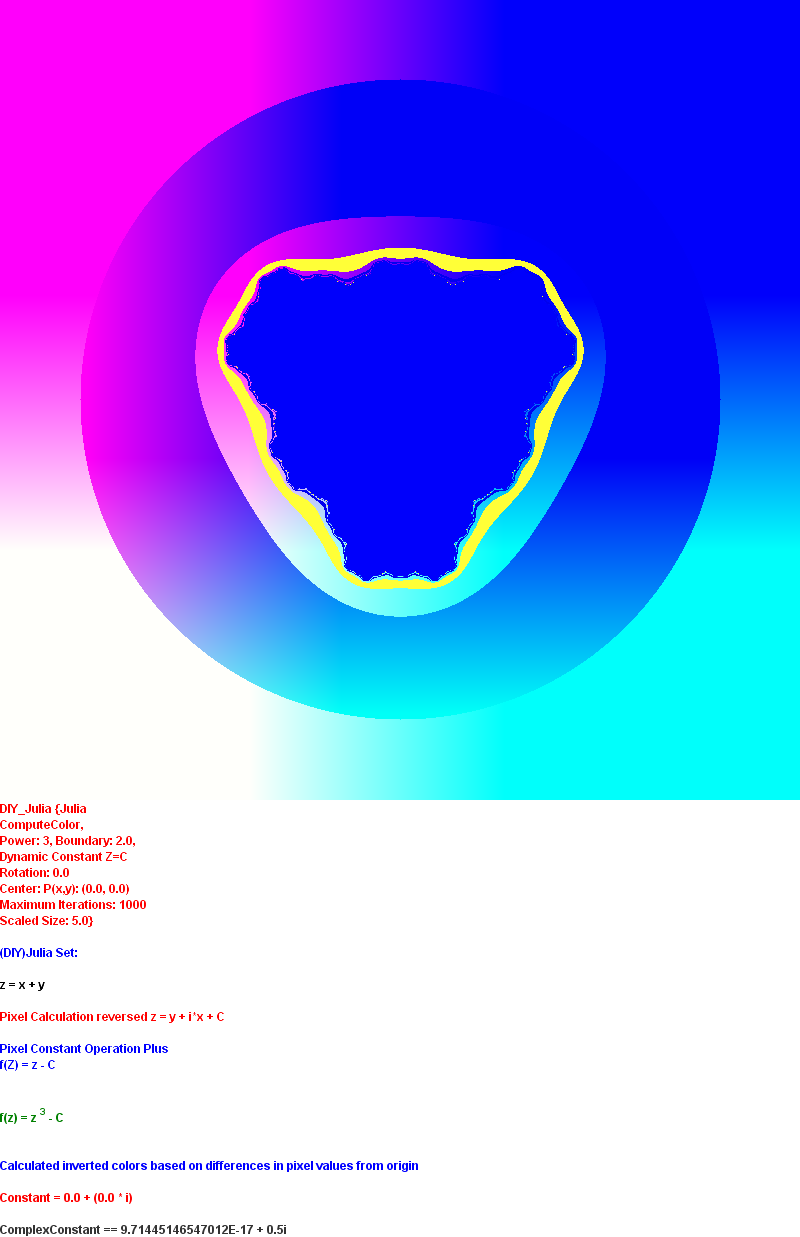 DIY_Julia {Julia
ComputeColor,
Power: 3, Boundary: 2.0,
Dynamic Constant Z=C
Rotation: 0.0
Center: P(x,y): (0.0, 0.0)
Maximum Iterations: 1000
Scaled Size: 5.0}
(DIY)Julia Set:
z = x + y
Pixel Calculation reversed z = y + i*x + C
Pixel Constant Operation Plus
f(Z) = z - C
f(z) = z 3 - C
Calculated inverted colors based on differences in pixel values from origin
Constant = 0.0 + (0.0 * i)
ComplexConstant == 9.71445146547012E-17 + 0.5i